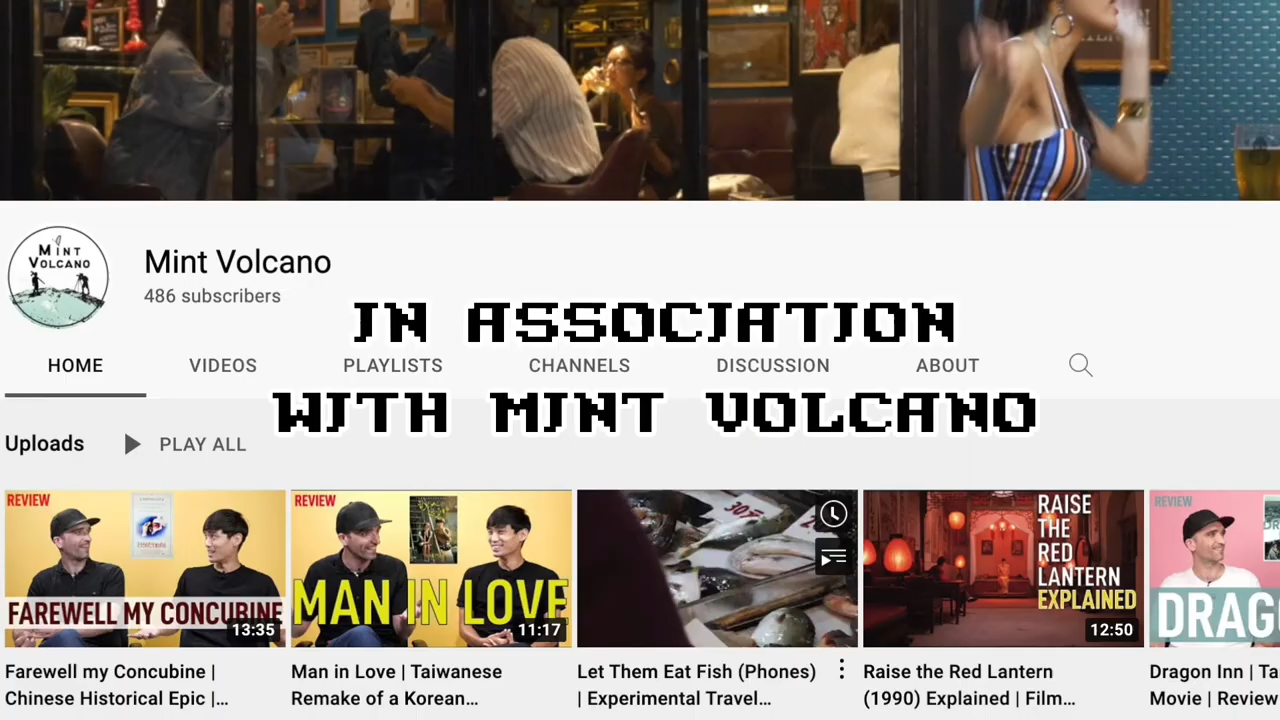 MINT
VOLCANO
Mint Volcano
486 subscribers
IN ASSOCIATION
HOME
VIDEOS
PLAYLISTS
CHANNELS
DISCUSSION
ABOUT
WITH MINT VOLCANO
Uploads
PLAY ALL
REVIEW
FAREWELL MY CONCUBINE
13:35
REVIEW
MAN IN LOVE
11:17
RAISE
THE
RED
LANTERN
EXPLAINED
12:50
REVIEW
DRAG
Farewell my Concubine |
Chinese Historical Epic |...
Man in Love | Taiwanese
Remake of a Korean...
Let Them Eat Fish (Phones)
| Experimental Travel...
Raise the Red Lantern
(1990) Explained | Film...
Dragon Inn | Ta
Movie | Review